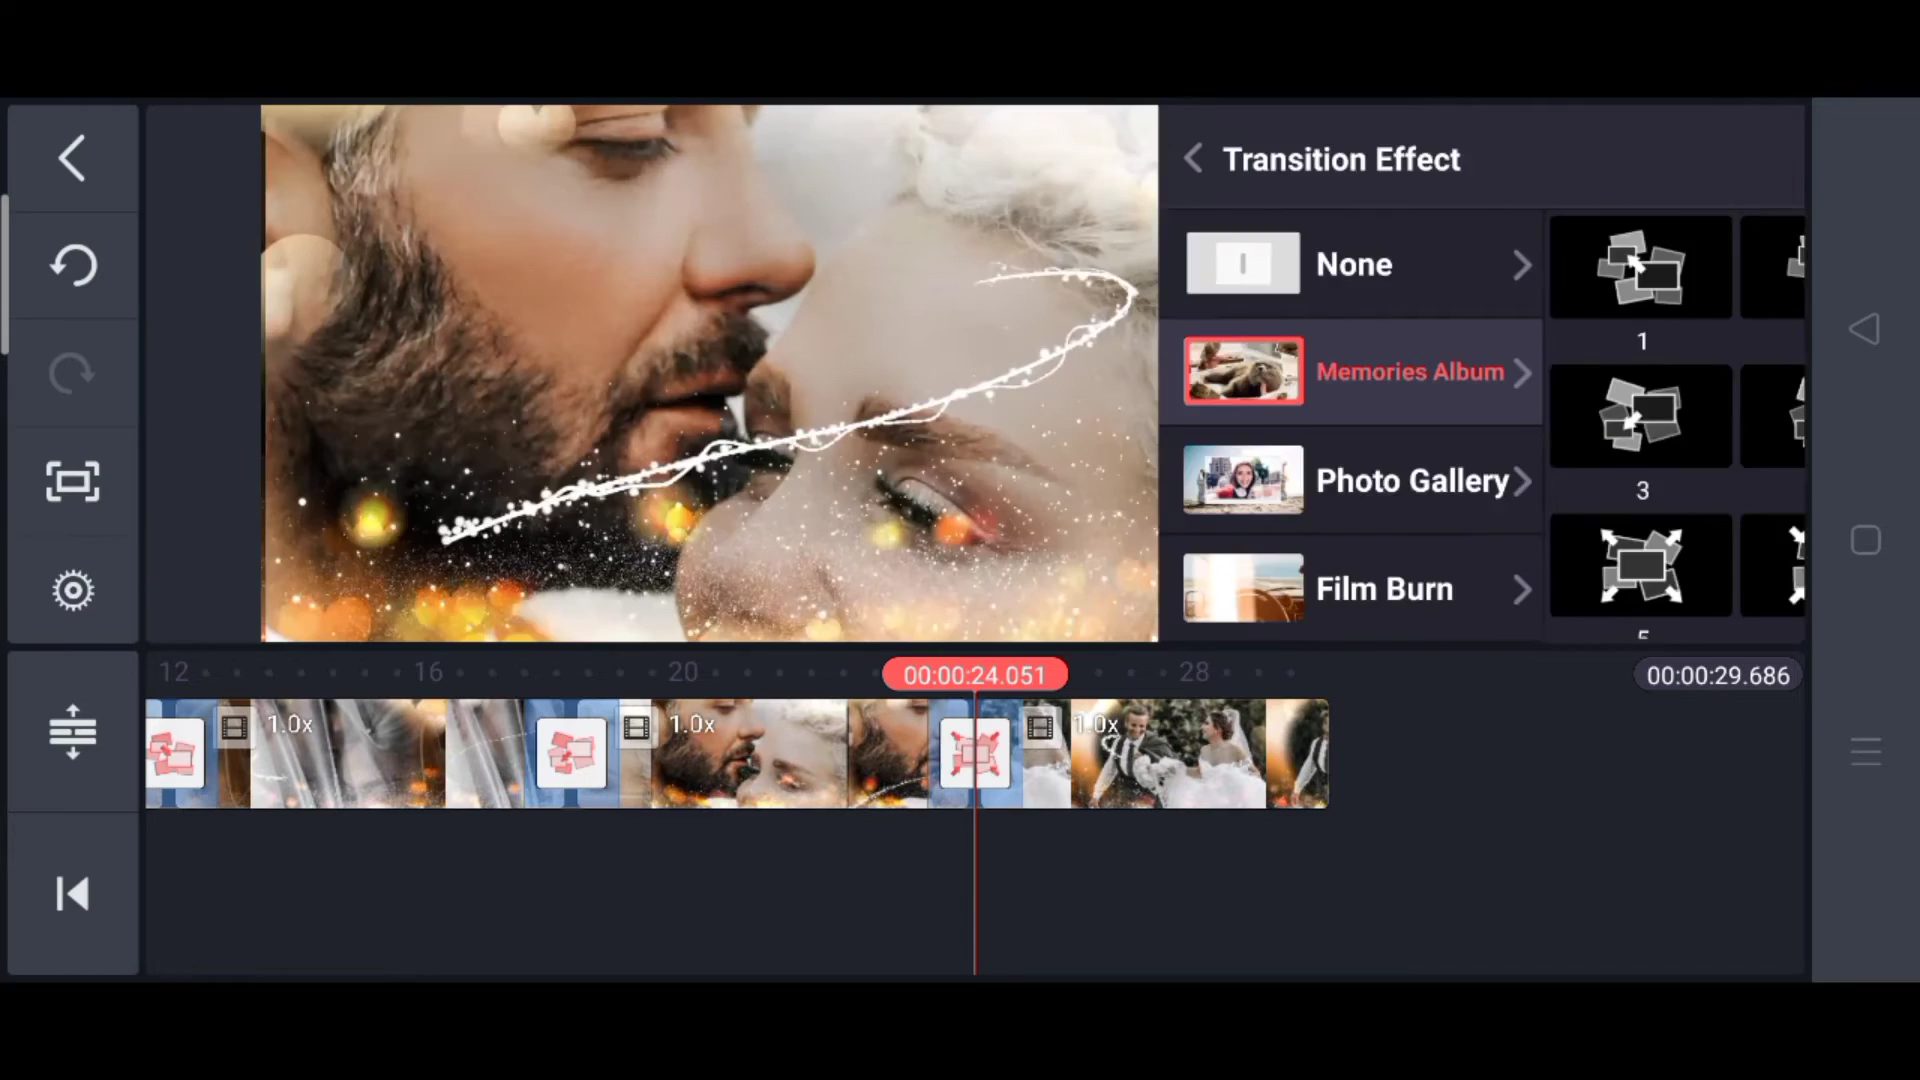 Transition Effect
None
Memories Album
Photo Gallery
Film Burn
1
3
12
16
20
00:00:24.051
28
00:00:29.686
1.0x
1.0x
1.0x